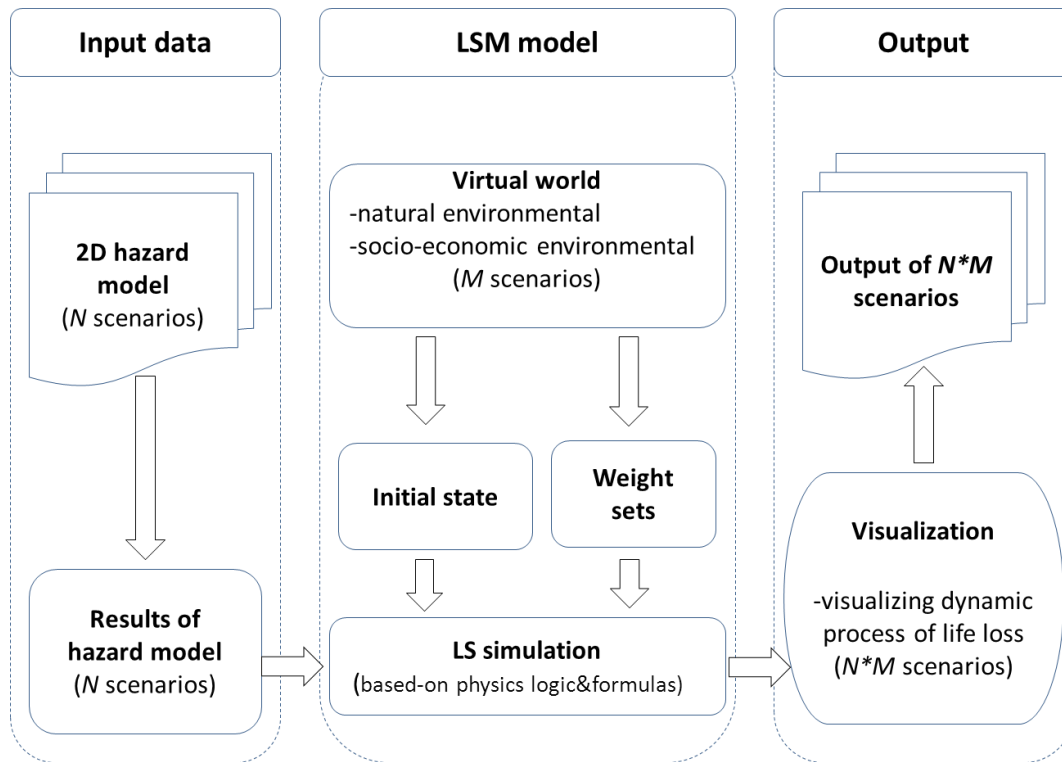 Input data
2D hazard
model
(N scenarios)
Results of
hazard model
(N scenarios)
LSM model
Virtual world
-natural environmental
-socio-economic environmental
(M scenarios)
Initial state
Weight
sets
LS simulation
(based-on physics logic&formulas)
Output
Output of N*M
scenarios
Visualization
-visualizing dynamic
process of life loss
(N*M scenarios)